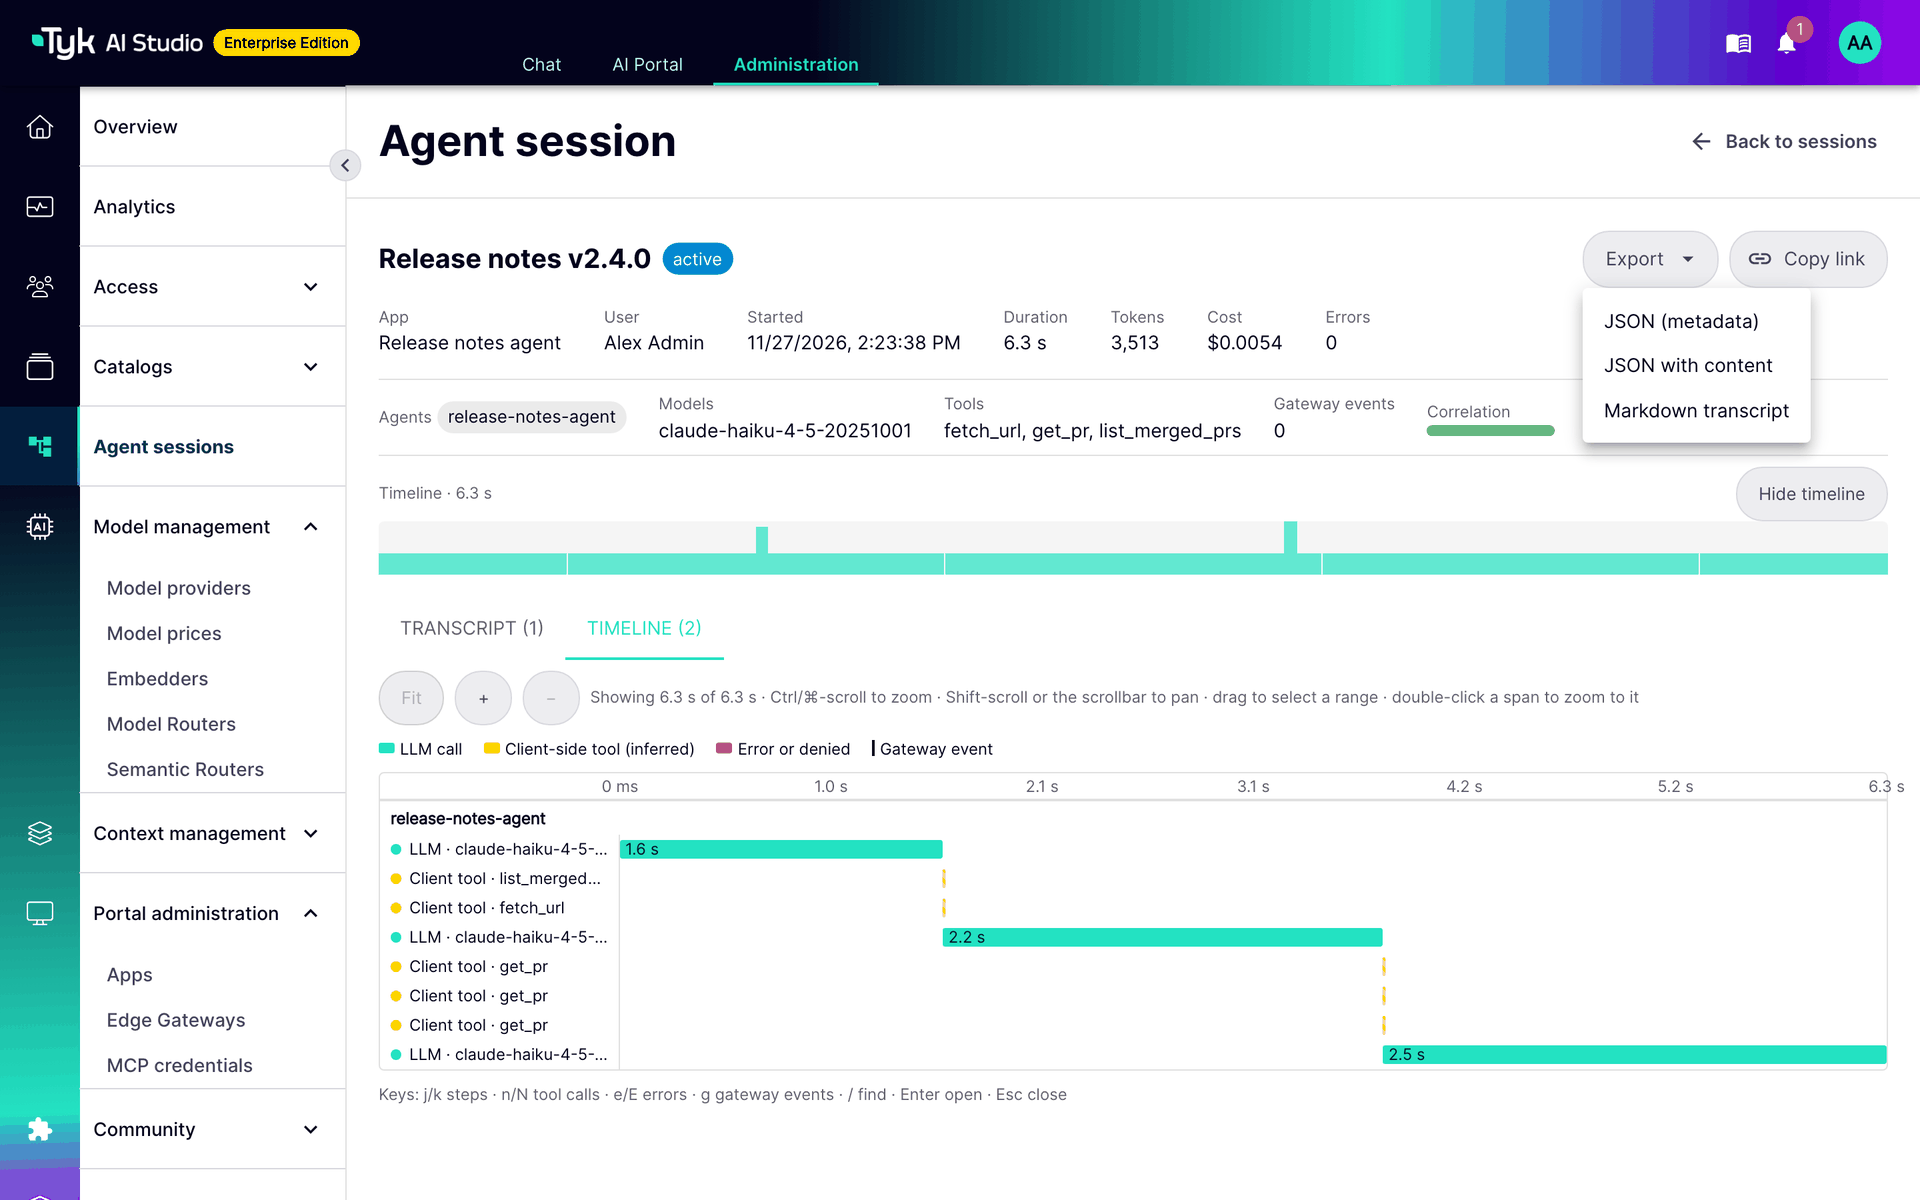 Tyk AI Studio Enterprise Edition
Chat AI Portal Administration
1
AA
Overview
Analytics
Access
Catalogs
Agent sessions
Model management
Model providers
Model prices
Embedders
Model Routers
Semantic Routers
Context management
Portal administration
Apps
Edge Gateways
MCP credentials
Community
Agent session
Back to sessions
Release notes v2.4.0 active
Export Copy link
JSON (metadata)
JSON with content
Markdown transcript
App User Started Duration Tokens Cost Errors
Release notes agent Alex Admin 11/27/2026, 2:23:38 PM 6.3 s 3,513 $0.0054 0
Agents release-notes-agent
Models
claude-haiku-4-5-20251001
Tools
fetch_url, get_pr, list_merged_prs
Gateway events
0
Correlation
Timeline · 6.3 s
Hide timeline
TRANSCRIPT (1) TIMELINE (2)
Fit + − Showing 6.3 s of 6.3 s · Ctrl/⌘-scroll to zoom · Shift-scroll or the scrollbar to pan · drag to select a range · double-click a span to zoom to it
LLM call Client-side tool (inferred) Error or denied Gateway event
0 ms 1.0 s 2.1 s 3.1 s 4.2 s 5.2 s 6.3 s
release-notes-agent
LLM · claude-haiku-4-5-... 1.6 s
Client tool · list_merged...
Client tool · fetch_url
LLM · claude-haiku-4-5-... 2.2 s
Client tool · get_pr
Client tool · get_pr
Client tool · get_pr
LLM · claude-haiku-4-5-... 2.5 s
Keys: j/k steps · n/N tool calls · e/E errors · g gateway events · / find · Enter open · Esc close